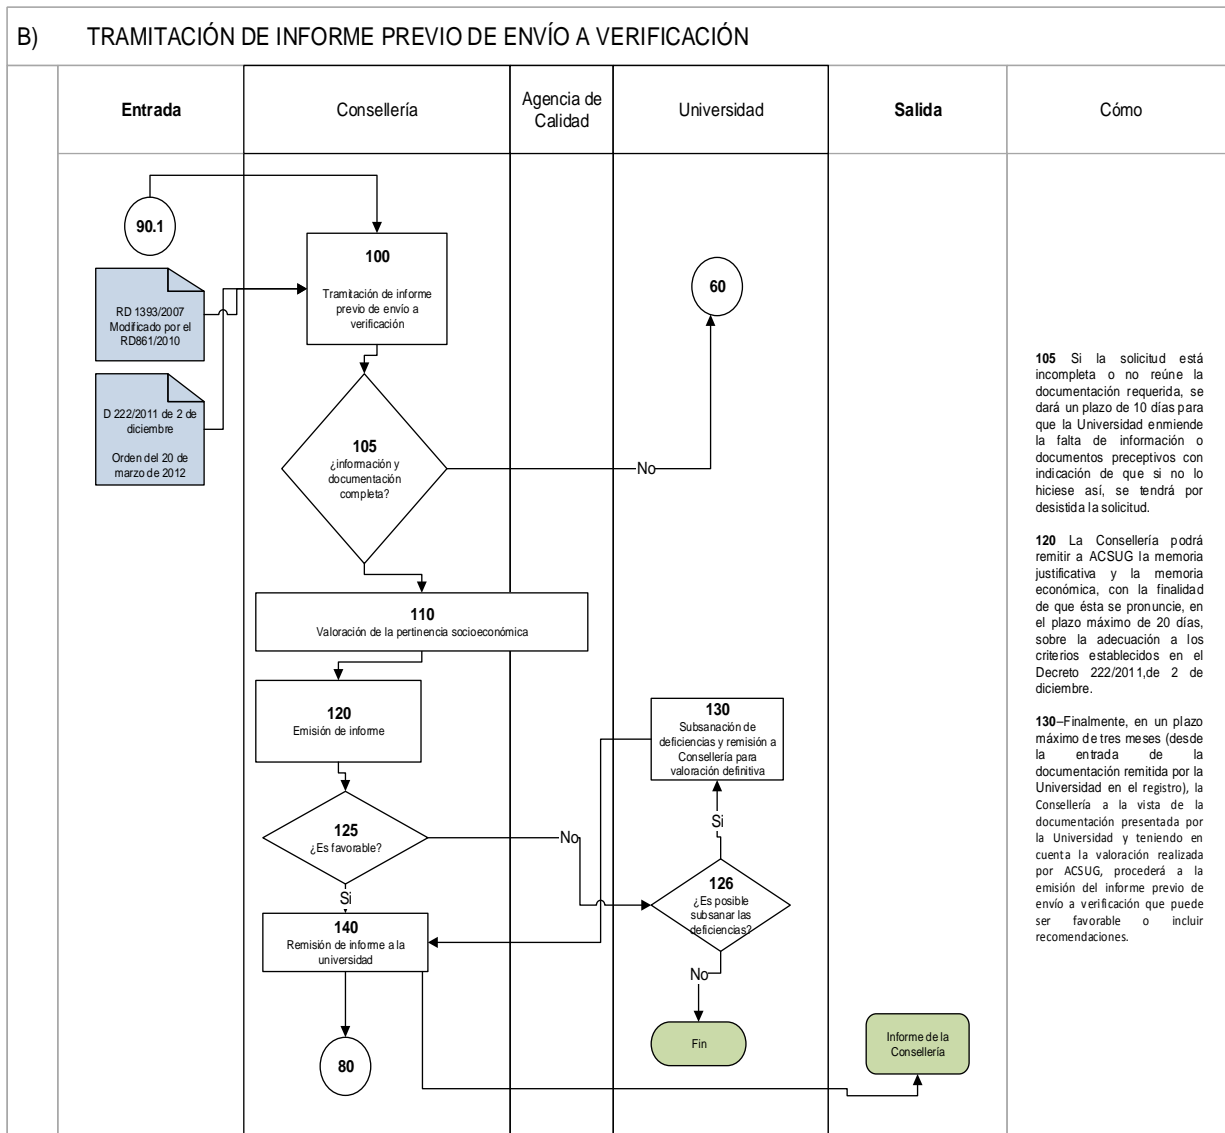 B) TRAMITACIÓN DE INFORME PREVIO DE ENVÍO A VERIFICACIÓN
Entrada
Consellería
Agencia de
Calidad
Universidad
Salida
Cómo
90.1
RD 1393/2007
Modificado por el
RD861/2010
D 222/2011 de 2 de
diciembre
Orden del 20 de
marzo de 2012
100
Tramitación de informe
previo de envío a
verificación
60
105
¿información y
documentación
completa?
No
110
Valoración de la pertinencia socioeconómica
120
Emisión de informe
130
Subsanación de
deficiencias y remisión a
Consellería para
valoración definitiva
125
¿Es favorable?
No
Si
Si
126
¿Es posible
subsanar las
deficiencias?
140
Remisión de informe a la
universidad
No
80
Fin
Informe de la
Consellería
105 Si la solicitud está
incompleta o no reúne la
documentación requerida, se
dará un plazo de 10 días para
que la Universidad enmiende
la falta de información o
documentos preceptivos con
indicación de que si no lo
hiciese así, se tendrá por
desistida la solicitud.
120 La Consellería podrá
remitir a ACSUG la memoria
justificativa y la memoria
económica, con la finalidad
de que ésta se pronuncie, en
el plazo máximo de 20 días,
sobre la adecuación a los
criterios establecidos en el
Decreto 222/2011,de 2 de
diciembre.
130–Finalmente, en un plazo
máximo de tres meses (desde
la entrada de la
documentación remitida por la
Universidad en el registro), la
Consellería a la vista de la
documentación presentada por
la Universidad y teniendo en
cuenta la valoración realizada
por ACSUG, procederá a la
emisión del informe previo de
envío a verificación que puede
ser favorable o incluir
recomendaciones.